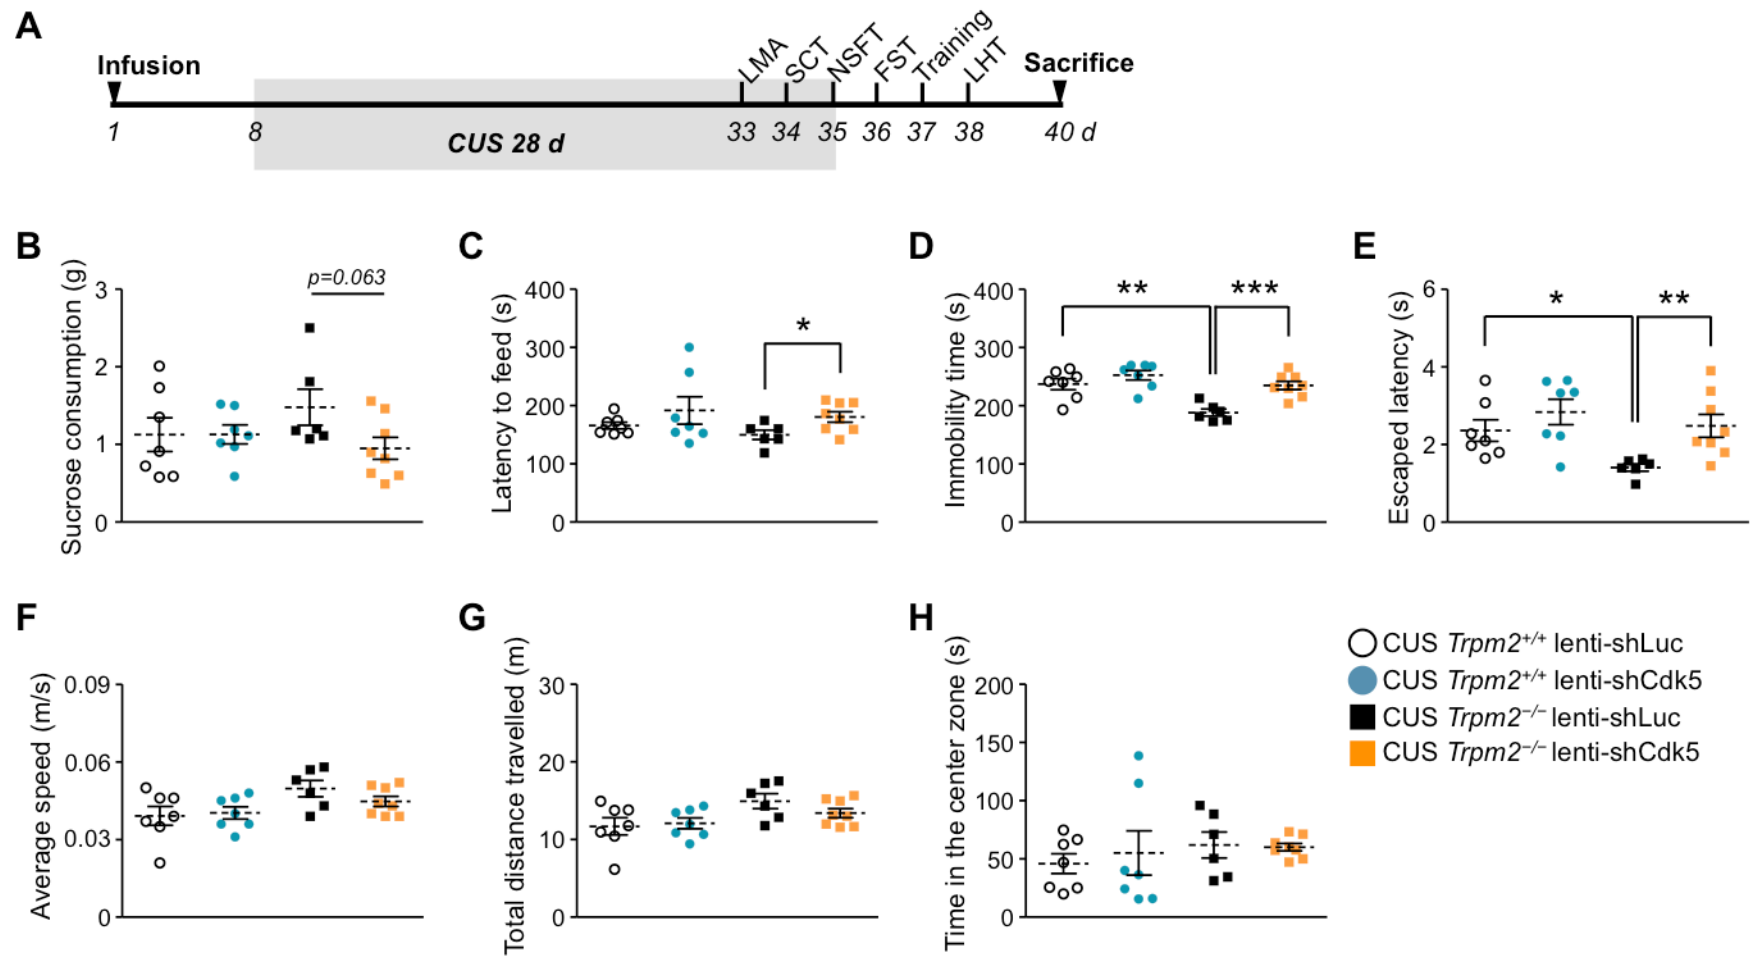 A
Infusion
LMA
SCT
NSFT
FST
Training
LHT
Sacrifice
1
8
CUS 28 d
33
34
35
36
37
38
40 d
B
Sucrose consumption (g)
3
2
1
0
p=0.063
C
Latency to feed (s)
400
300
200
100
0
*
D
Immobility time (s)
400
300
200
100
0
**
***
E
Escaped latency (s)
6
4
2
0
*
**
F
Average speed (m/s)
0.09
0.06
0.03
0
G
Total distance travelled (m)
30
20
10
0
H
Time in the center zone (s)
200
150
100
50
0
CUS Trpm2+/+ lenti-shLuc
CUS Trpm2+/+ lenti-shCdk5
CUS Trpm2−/− lenti-shLuc
CUS Trpm2−/− lenti-shCdk5